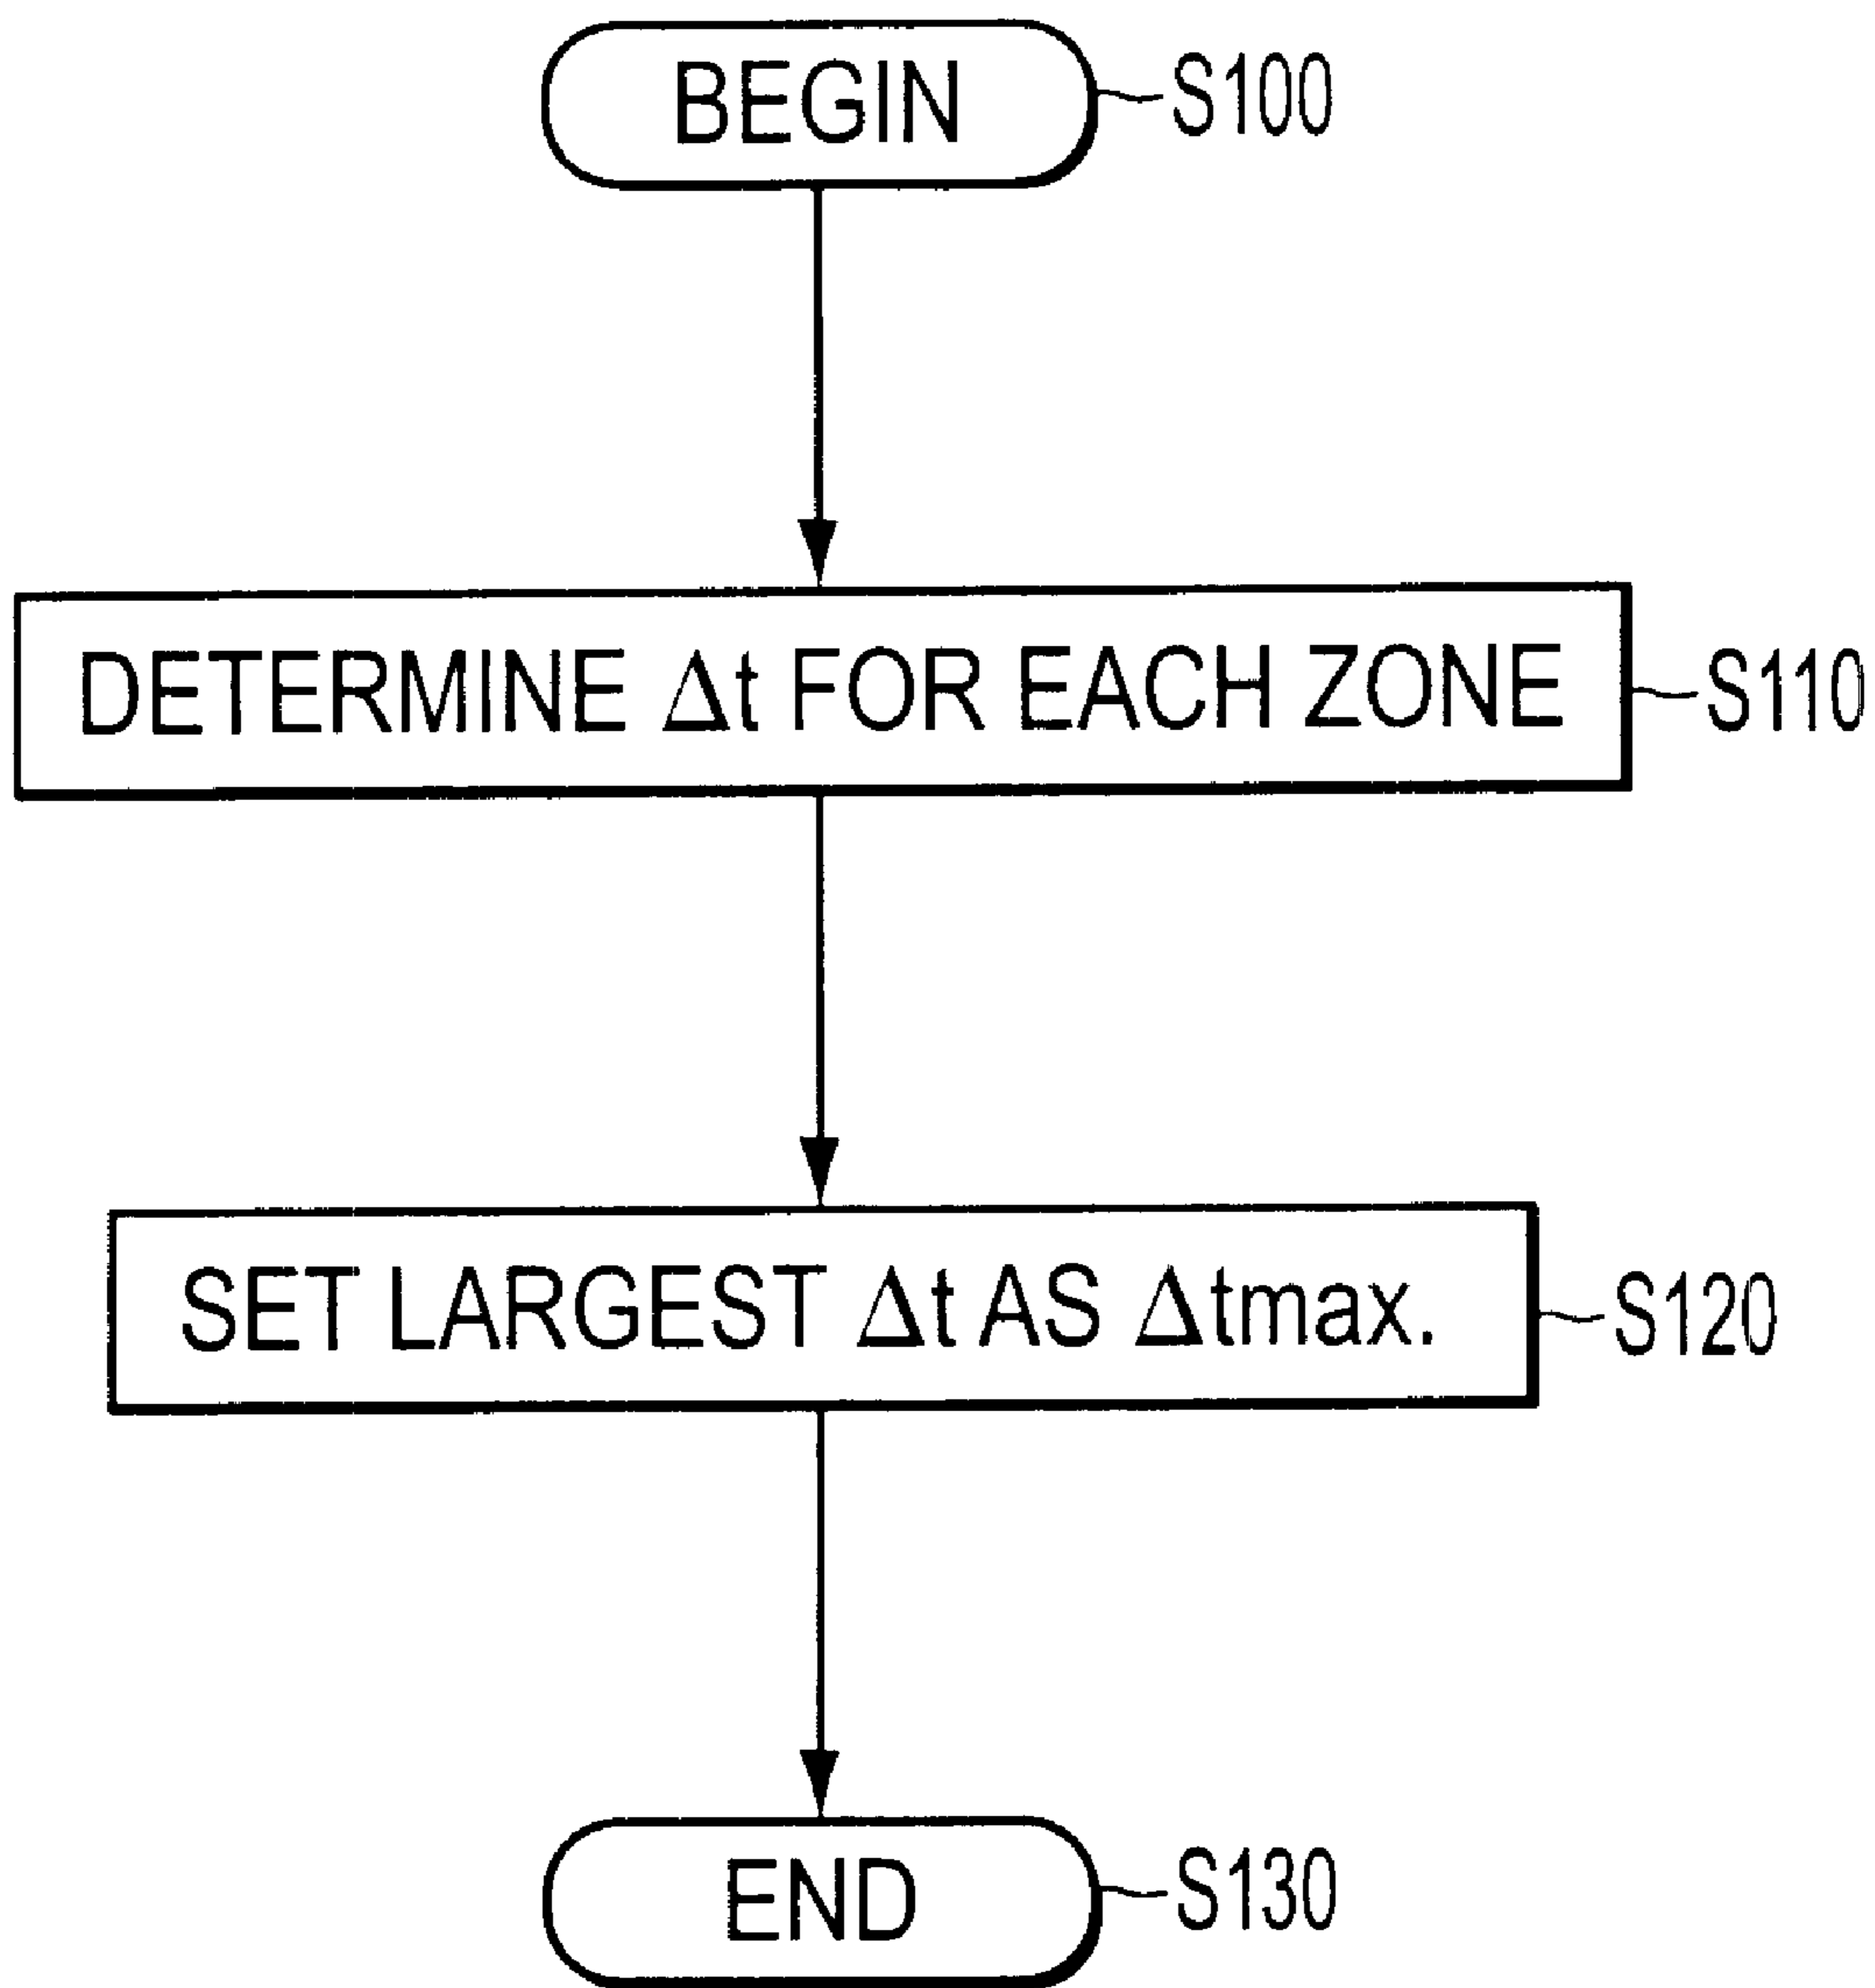 BEGIN S100
DETERMINE Δt FOR EACH ZONE S110
SET LARGEST Δt AS Δtmax. S120
END S130